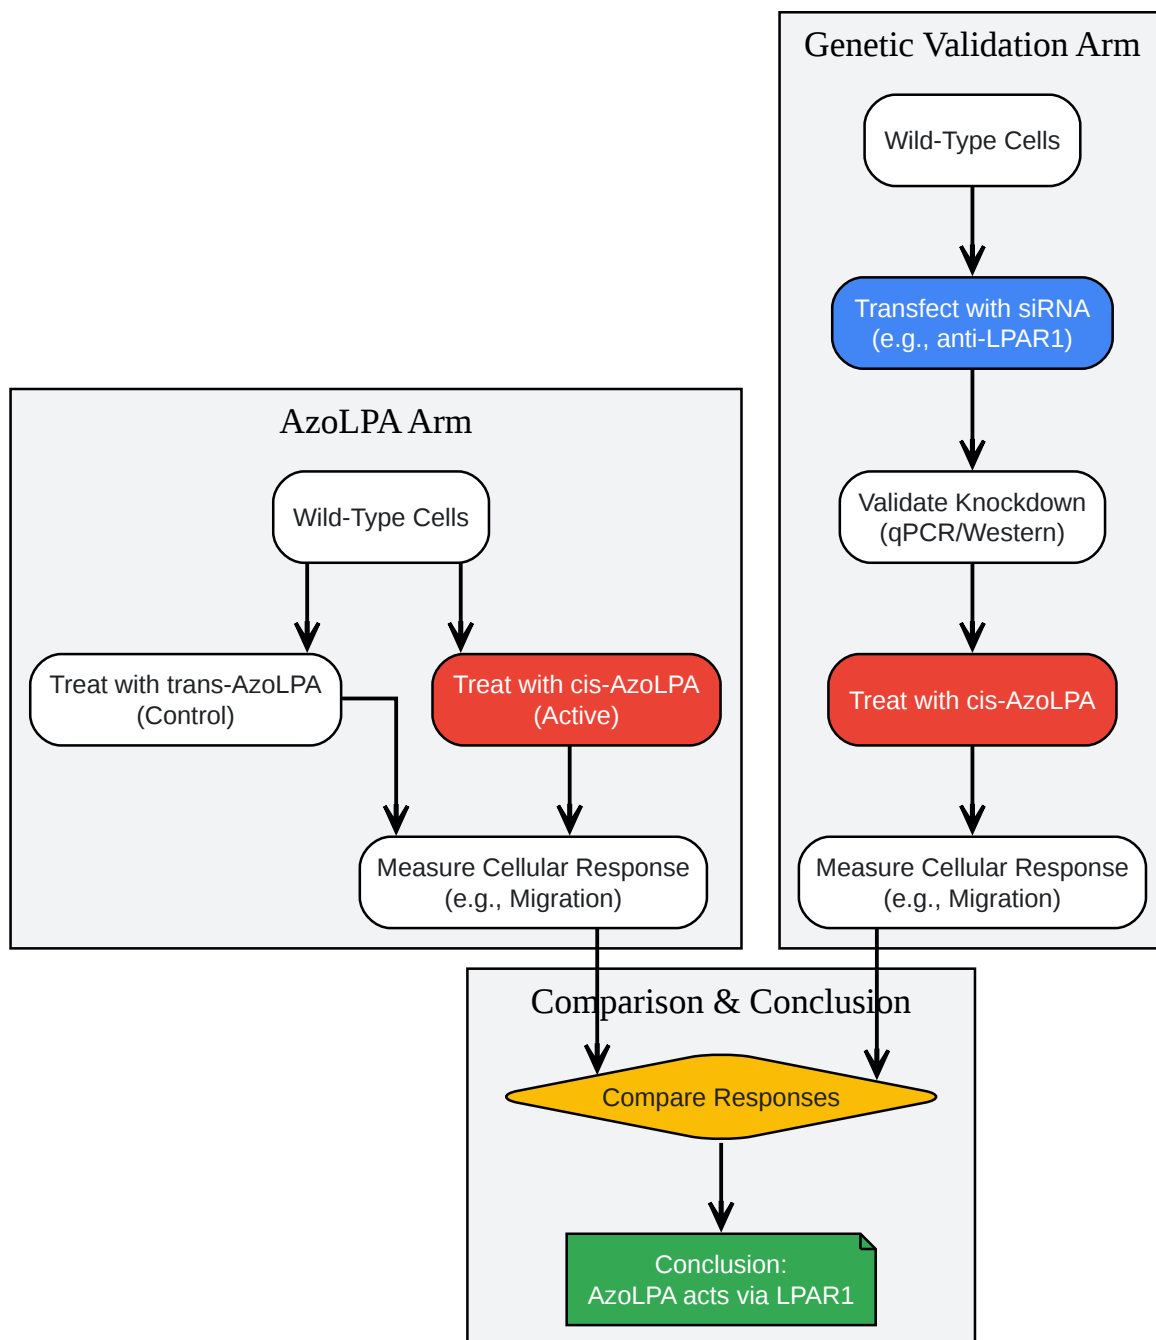 Genetic Validation Arm
Wild-Type Cells
Transfect with siRNA
(e.g., anti-LPAR1)
Validate Knockdown
(qPCR/Western)
Treat with cis-AzoLPA
Measure Cellular Response
(e.g., Migration)
AzoLPA Arm
Wild-Type Cells
Treat with trans-AzoLPA
(Control)
Treat with cis-AzoLPA
(Active)
Measure Cellular Response
(e.g., Migration)
Comparison & Conclusion
Compare Responses
Conclusion:
AzoLPA acts via LPAR1